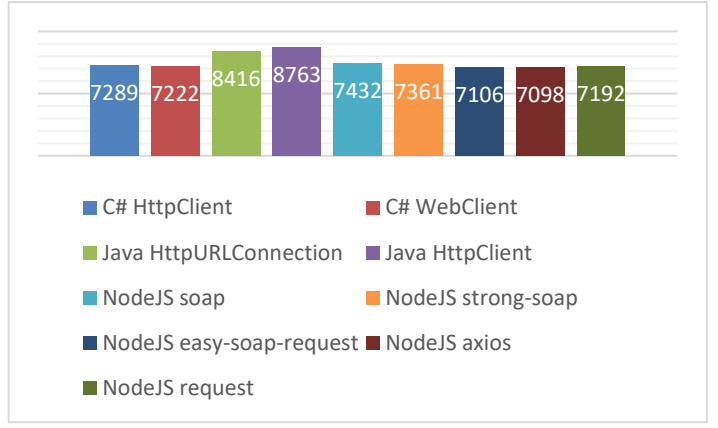 7289 7222 8416 8763 7432 7361 7106 7098 7192
C# HttpClient C# WebClient
Java HttpURLConnection Java HttpClient
NodeJS soap NodeJS strong-soap
NodeJS easy-soap-request NodeJS axios
NodeJS request